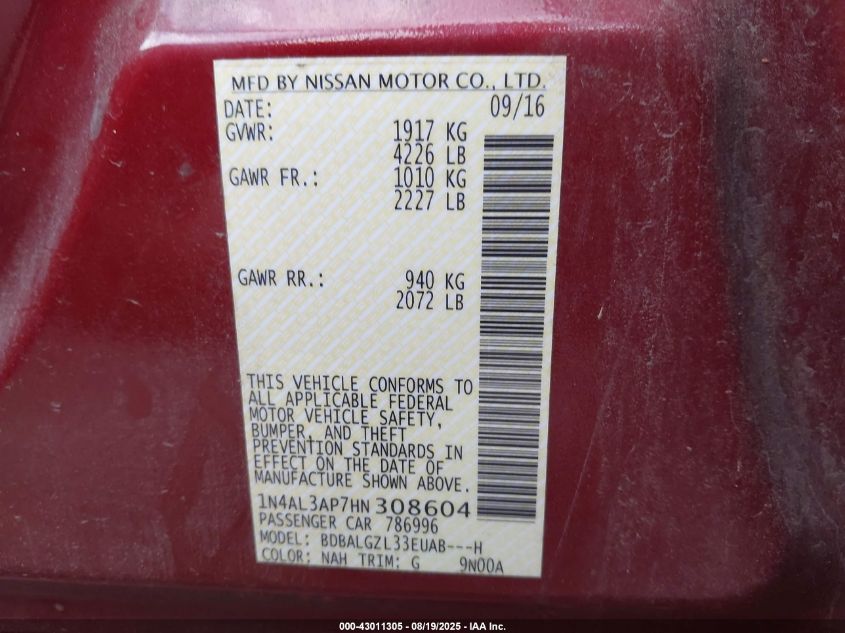 MFD BY NISSAN MOTOR CO., LTD.
DATE: 09/16
GVWR: 1917 KG
4226 LB
GAWR FR.: 1010 KG
2227 LB
GAWR RR.: 940 KG
2072 LB
THIS VEHICLE CONFORMS TO
ALL APPLICABLE FEDERAL
MOTOR VEHICLE SAFETY,
BUMPER, AND THEFT
PREVENTION STANDARDS IN
EFFECT ON THE DATE OF
MANUFACTURE SHOWN ABOVE.
1N4AL3AP7HN308604
PASSENGER CAR 786996
MODEL: BDBALGZL33EUAB---H
COLOR: NAH TRIM: G 9N00A
000-43011305 - 08/19/2025 - IAA Inc.